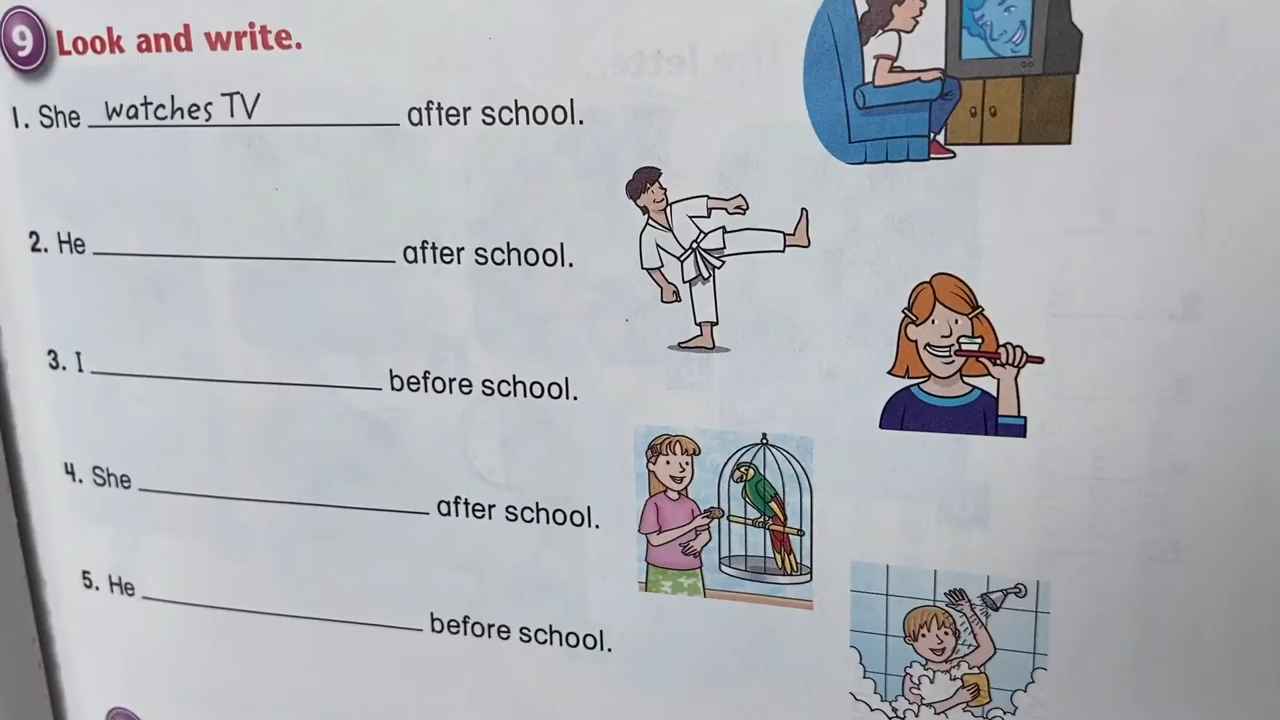 9 Look and write.
1. She watches TV after school.
2. He after school.
3. I before school.
4. She after school.
5. He before school.